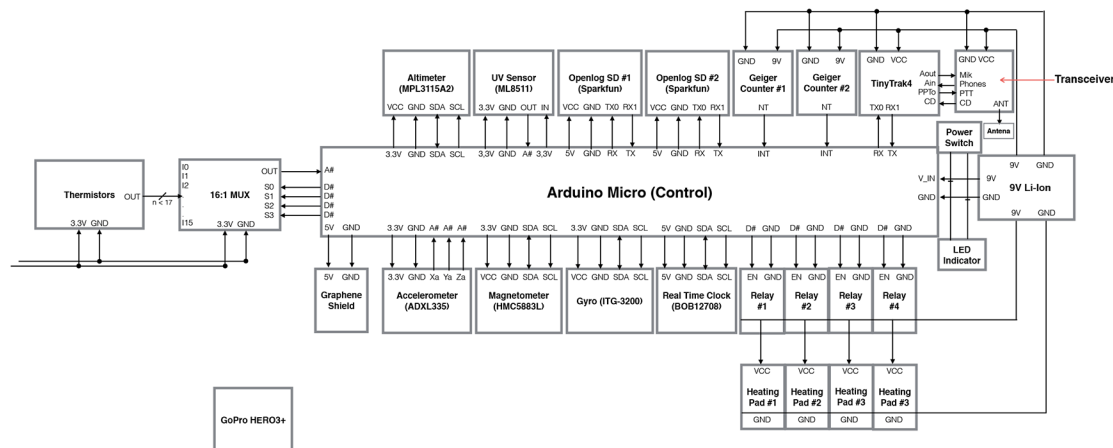 GND VCC
GND 9V
GND 9V
GND VCC
Altimeter
(MPL3115A2)
UV Sensor
(ML8511)
Openlog SD #1
(Sparkfun)
Openlog SD #2
(Sparkfun)
Geiger
Counter #1
Geiger
Counter #2
TinyTrak4
Aout
Ain
PPTo
CD
Mik
Phones
PTT
CD
Transceiver
VCC GND SDA SCL
3.3V GND OUT IN
VCC GND TX0 RX1
VCC GND TX0 RX1
NT
NT
TX0 RX1
ANT
Antena
Power
Switch
3.3V GND SDA SCL
3.3V GND A# 3,3V
5V GND RX TX
5V GND RX TX
INT
INT
RX TX
Thermistors
OUT
n < 17
3.3V GND
I0
I1
I2
.
.
I15
16:1 MUX
OUT
S0
S1
S2
S3
3.3V GND
A#
D#
D#
D#
D#
Arduino Micro (Control)
V_IN
GND
9V GND
9V
GND
9V Li-Ion
9V GND
5V GND
3.3V GND A# A# A#
VCC GND SDA SCL
3.3V GND SDA SCL
5V GND SDA SCL
D# GND
D# GND
D# GND
D# GND
LED
Indicator
5V GND
Graphene
Shield
3.3V GND Xa Ya Za
Accelerometer
(ADXL335)
VCC GND SDA SCL
Magnetometer
(HMC5883L)
VCC GND SDA SCL
Gyro (ITG-3200)
5V GND SDA SCL
Real Time Clock
(BOB12708)
EN GND
Relay
#1
EN GND
Relay
#2
EN GND
Relay
#3
EN GND
Relay
#4
VCC
Heating
Pad #1
GND
VCC
Heating
Pad #2
GND
VCC
Heating
Pad #3
GND
VCC
Heating
Pad #3
GND
GoPro HERO3+